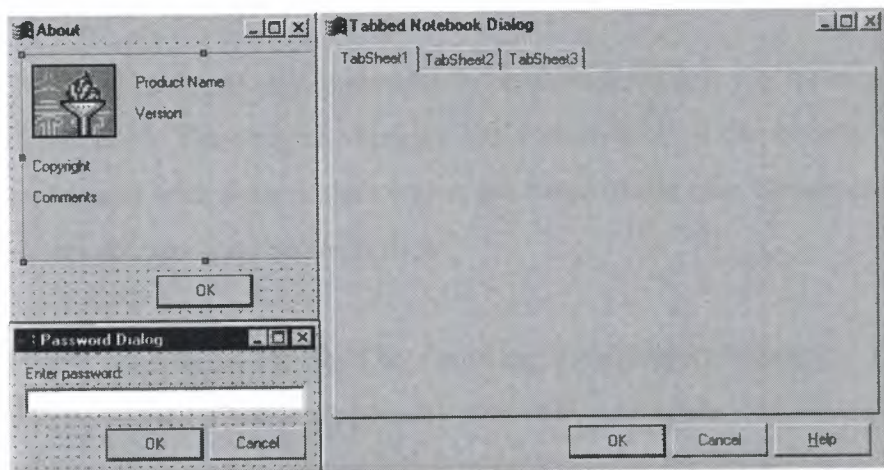 About
Product Name
Version
Copyright
Comments
OK
Password Dialog
Enter password:
OK Cancel
Tabbed Notebook Dialog
TabSheet1 TabSheet2 TabSheet3
OK Cancel Help